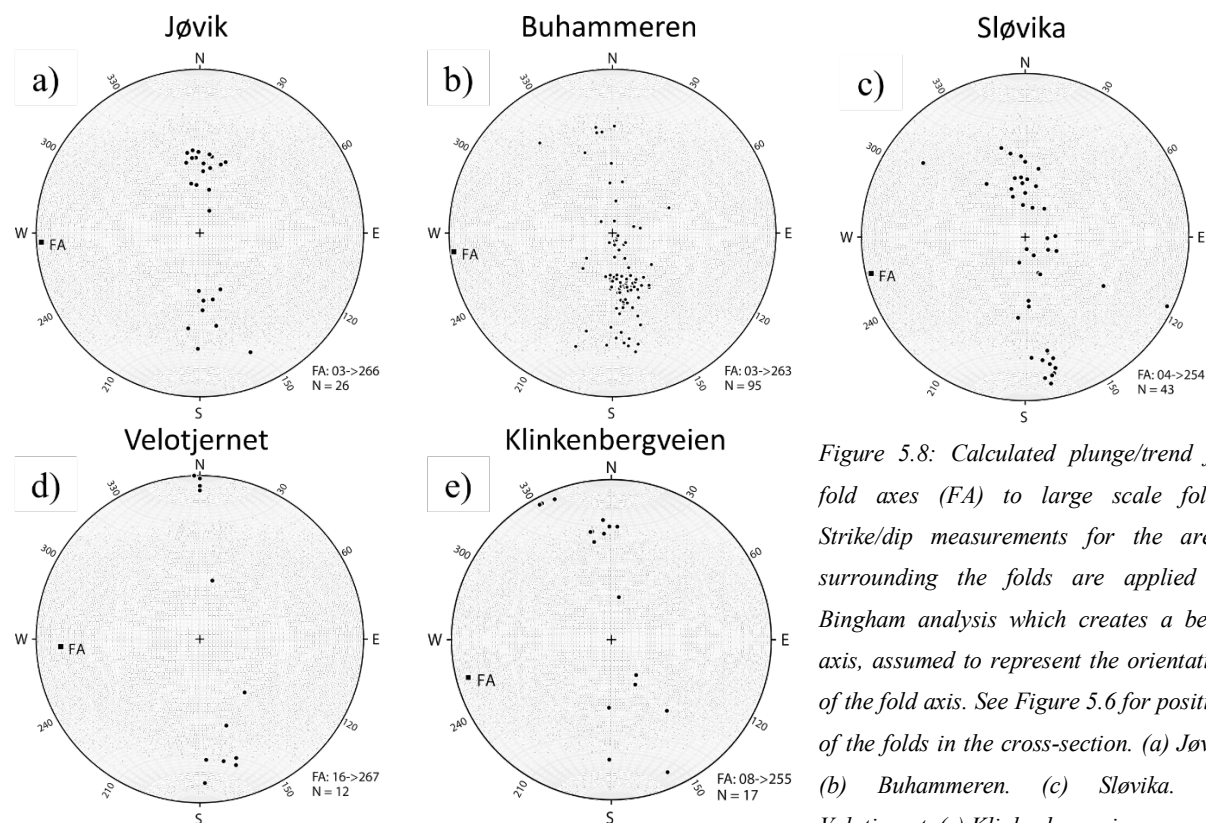 Jøvik
a)
N
30
60
E
120
150
S
210
240
W
300
330
FA
FA: 03->266
N = 26
Buhammeren
b)
N
30
60
E
120
150
S
210
240
W
300
330
FA
FA: 03->263
N = 95
Sløvika
c)
N
30
60
E
120
150
S
210
240
W
300
330
FA
FA: 04->254
N = 43
Velotjernet
d)
N
30
60
E
120
150
S
210
240
W
300
330
FA
FA: 16->267
N = 12
Klinkenbergveien
e)
N
30
60
E
120
150
S
210
240
W
300
330
FA
FA: 08->255
N = 17
Figure 5.8: Calculated plunge/trend
fold axes (FA) to large scale
Strike/dip measurements for the
surrounding the folds are applied
Bingham analysis which creates a
axis, assumed to represent the
of the fold axis. See Figure 5.6 for
of the folds in the cross-section. (a)
(b) Buhammeren. (c) Sløvika.